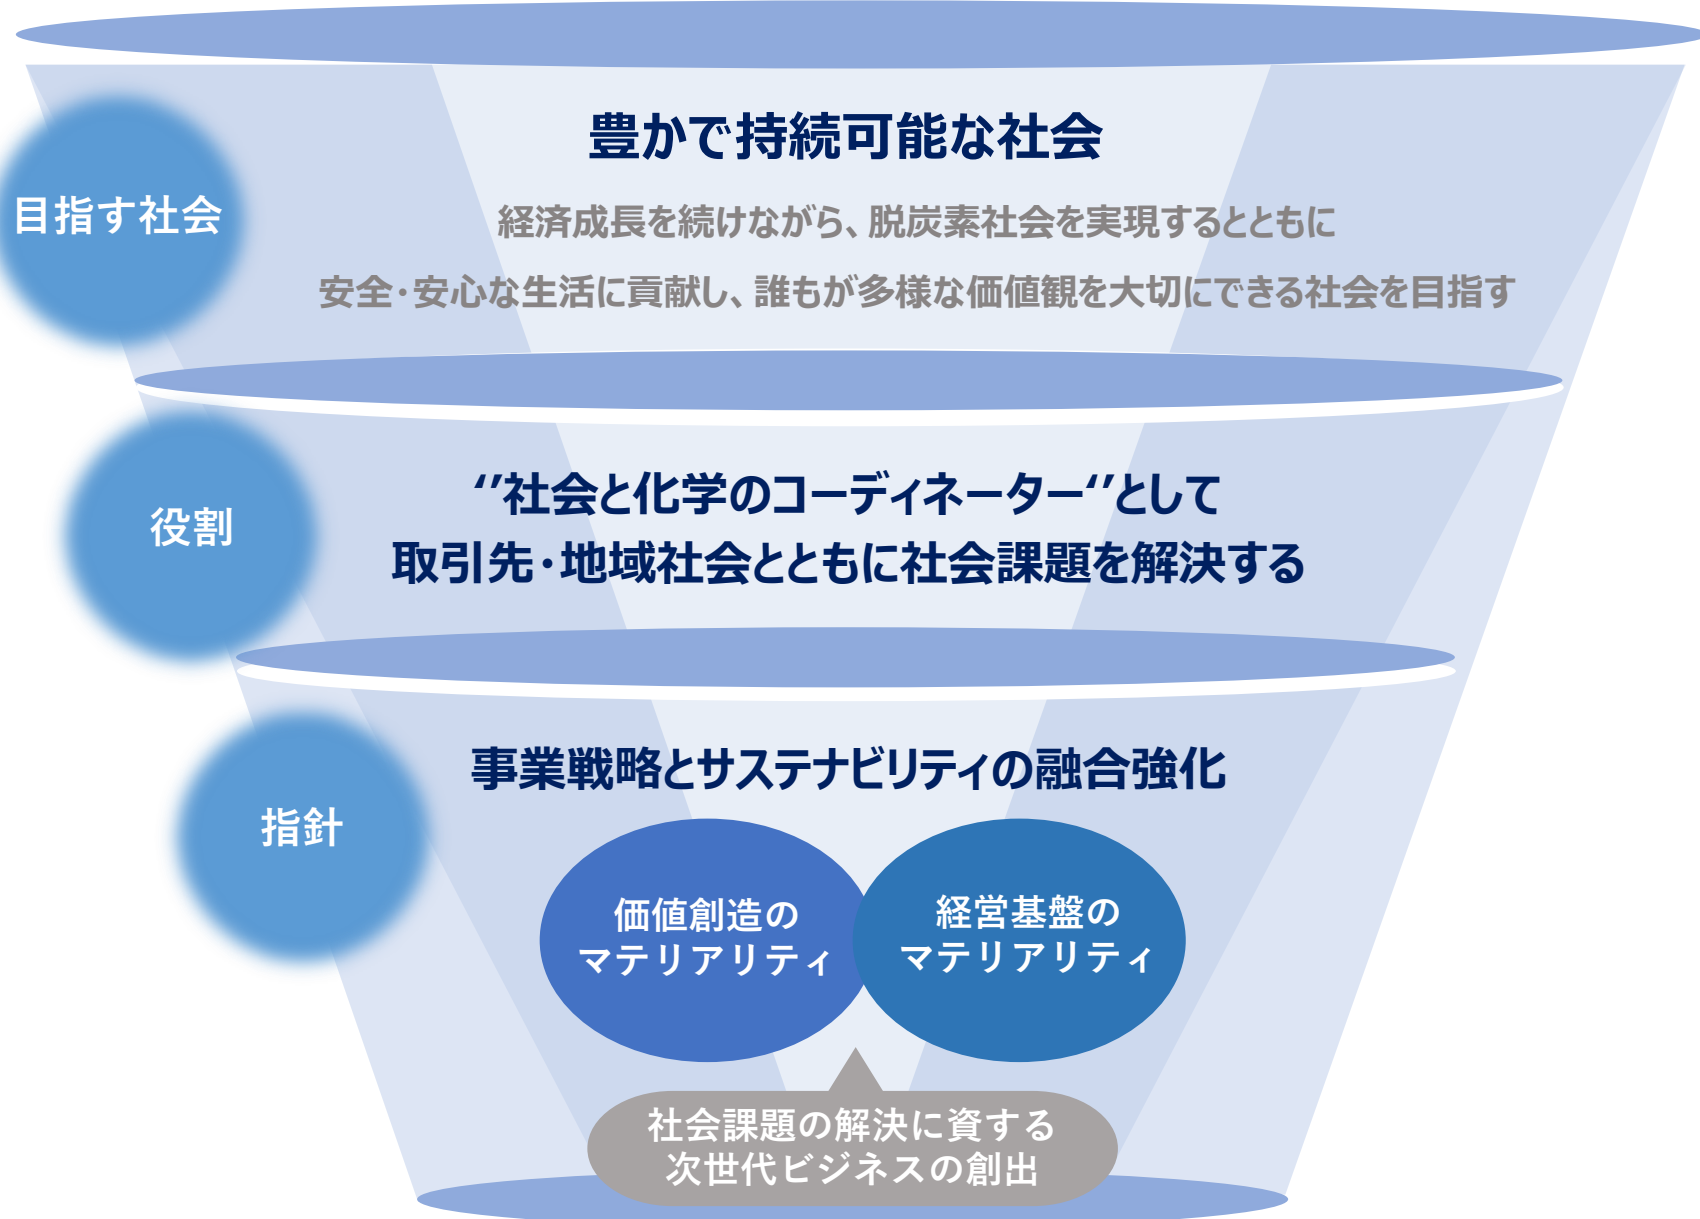 豊かで持続可能な社会
目指す社会
経済成長を続けながら、脱炭素社会を実現するとともに
安全・安心な生活に貢献し、誰もが多様な価値観を大切にできる社会を目指す
‘’社会と化学のコーディネーター‘’として
役割
取引先・地域社会とともに社会課題を解決する
事業戦略とサステナビリティの融合強化
指針
価値創造の
マテリアリティ
経営基盤の
マテリアリティ
社会課題の解決に資する
次世代ビジネスの創出